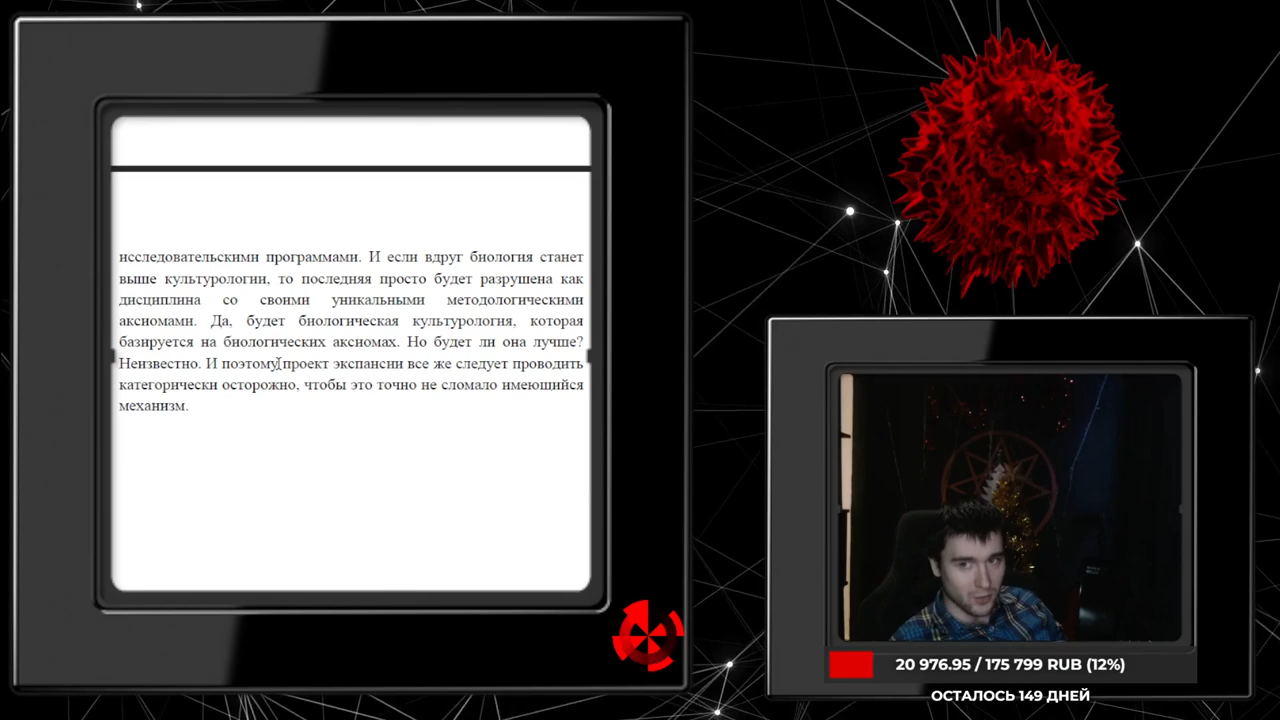 исследовательскими программами. И если вдруг биология станет
выше культурологии, то последняя просто будет разрушена как
дисциплина со своими уникальными методологическими
аксиомами. Да, будет биологическая культурология, которая
базируется на биологических аксиомах. Но будет ли она лучше?
Неизвестно. И поэтому проект экспансии все же следует проводить
категорически осторожно, чтобы это точно не сломало имеющийся
механизм.
20 976.95 / 175 799 RUB (12%)
ОСТАЛОСЬ 149 ДНЕЙ